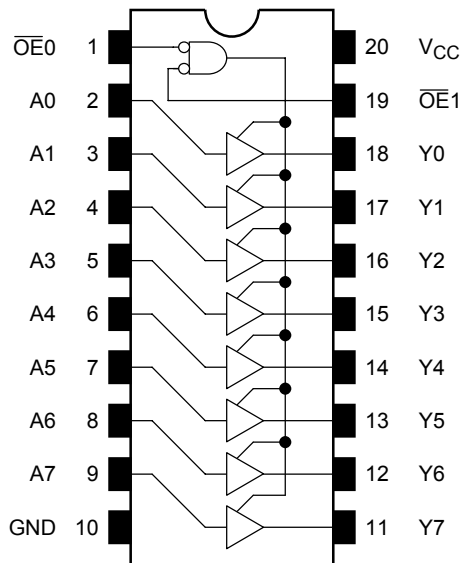 O̅E̅0 1 20 VCC
A0 2 19 O̅E̅1
A1 3 18 Y0
A2 4 17 Y1
A3 5 16 Y2
A4 6 15 Y3
A5 7 14 Y4
A6 8 13 Y5
A7 9 12 Y6
GND 10 11 Y7